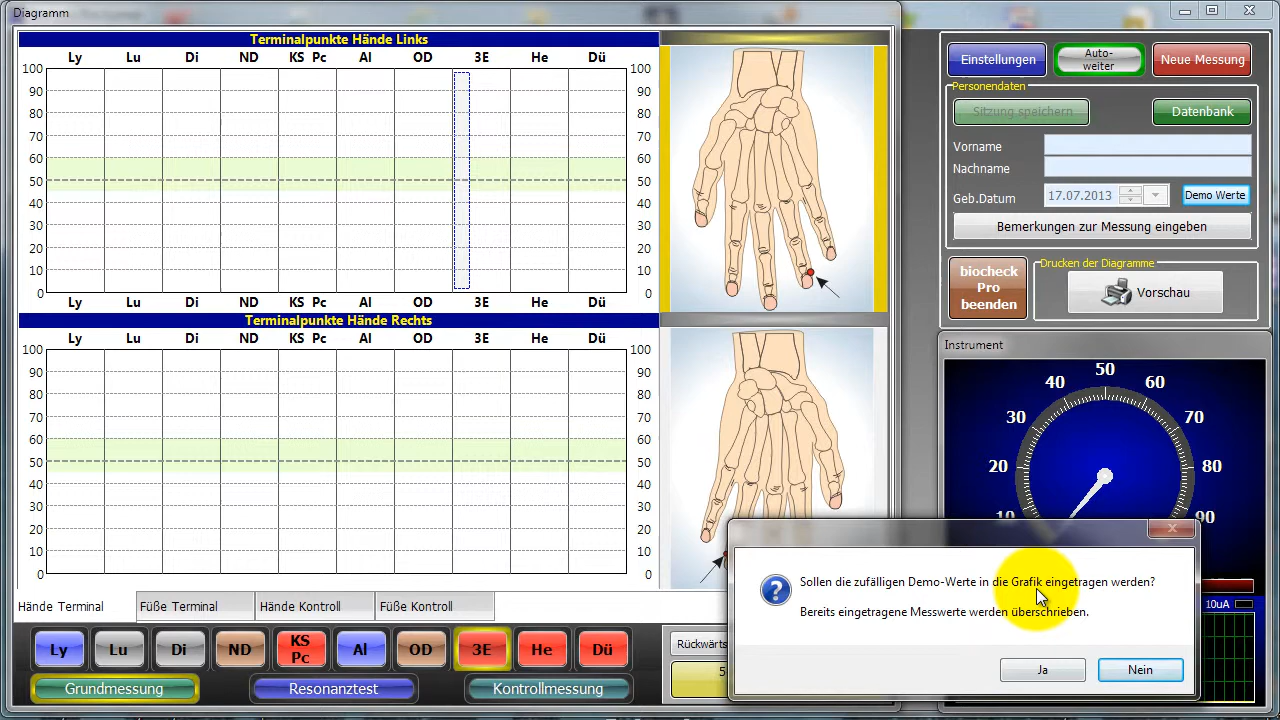 Diagramm
Terminalpunkte Hände Links
Ly Lu Di ND KS Pc Al OD 3E He Dü
100 100
90 90
80 80
70 70
60 60
50 50
40 40
30 30
20 20
10 10
0 0
Ly Lu Di ND KS Pc Al OD 3E He Dü
Terminalpunkte Hände Rechts
Ly Lu Di ND KS Pc Al OD 3E He Dü
100 100
90 90
80 80
70 70
60 60
50 50
40 40
30 30
20 20
10 10
0 0
Hände Terminal Füße Terminal Hände Kontroll Füße Kontroll
Ly Lu Di ND KS Pc Al OD 3E He Dü
Grundmessung Resonanztest Kontrollmessung
Rückwärts
5
Einstellungen Auto-weiter Neue Messung
Personendaten
Sitzung speichern Datenbank
Vorname
Nachname
Geb.Datum 17.07.2013 Demo Werte
Bemerkungen zur Messung eingeben
biocheck
Pro
beenden
Drucken der Diagramme
Vorschau
Instrument
10 20 30 40 50 60 70 80 90
10uA
Sollen die zufälligen Demo-Werte in die Grafik eingetragen werden?
Bereits eingetragene Messwerte werden überschrieben.
Ja Nein